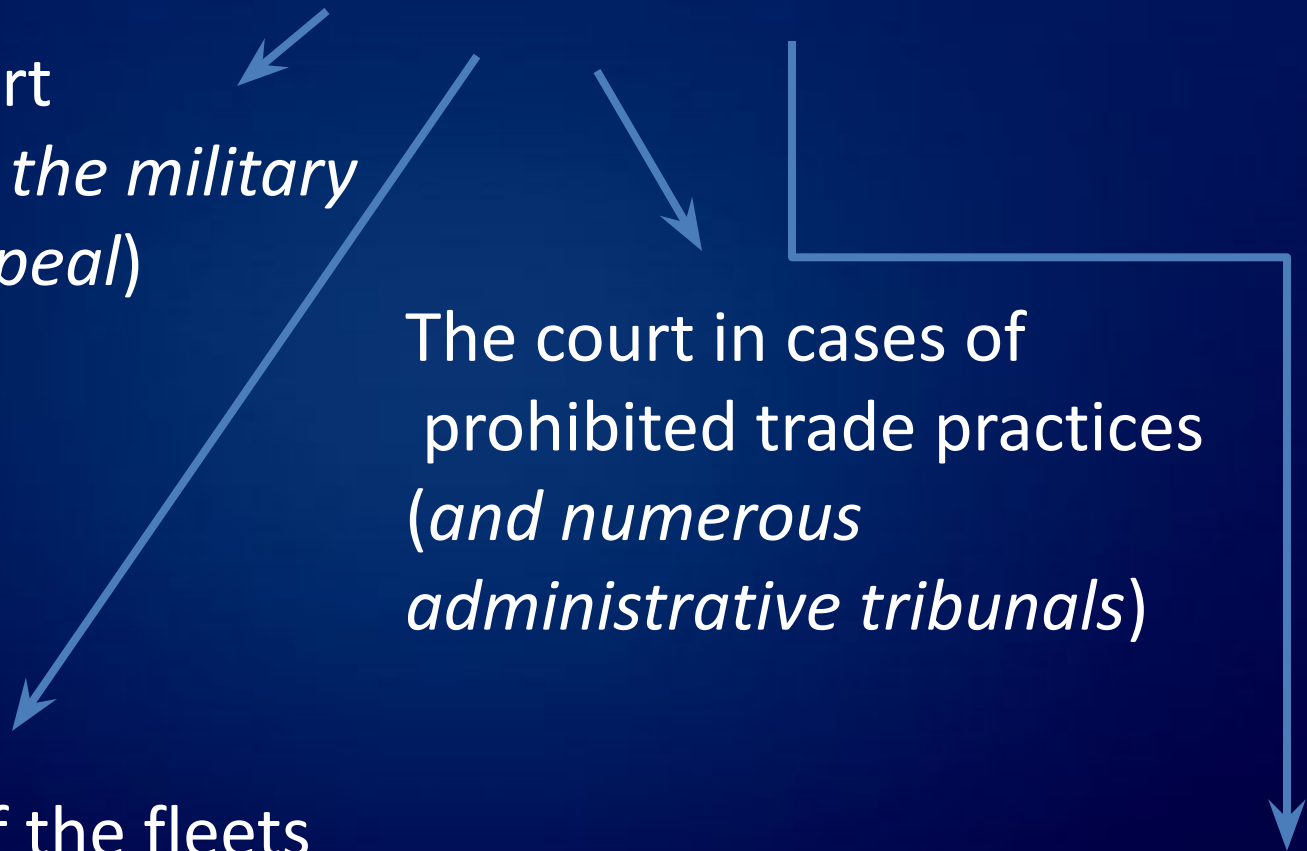 rt
the military
peal)
The court in cases of
prohibited trade practices
(and numerous
administrative tribunals)
f the fleets